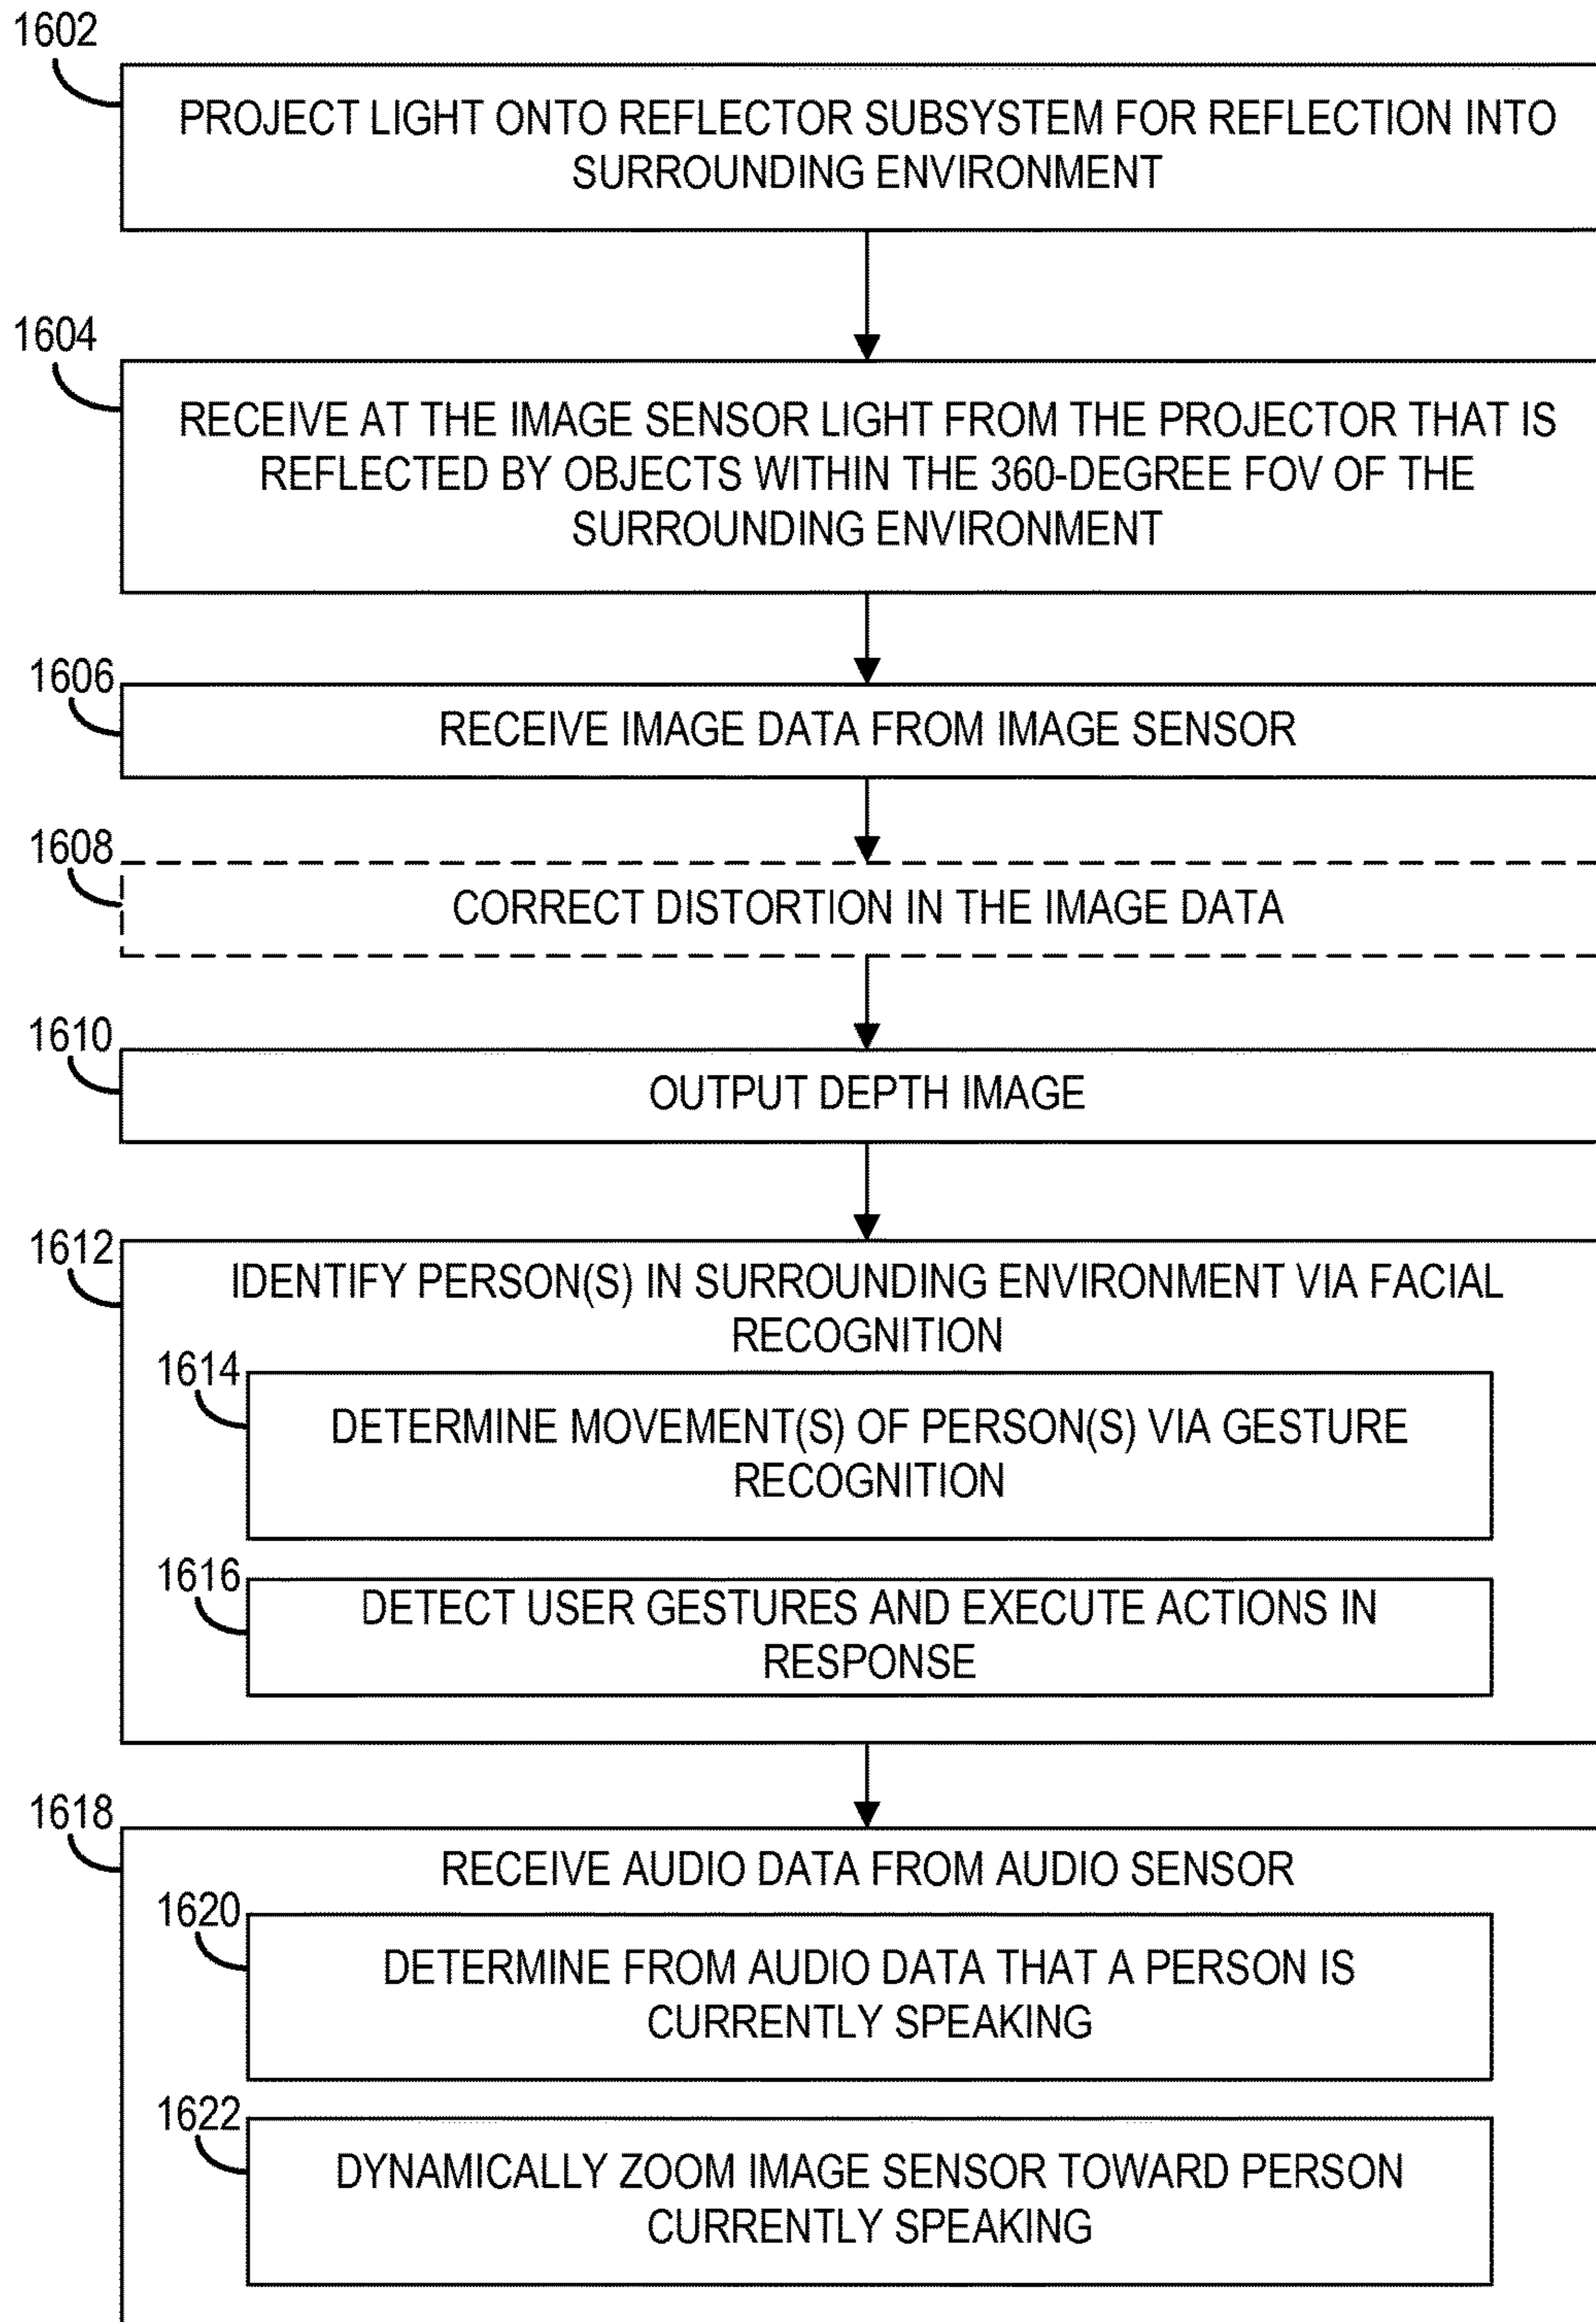 1602
PROJECT LIGHT ONTO REFLECTOR SUBSYSTEM FOR REFLECTION INTO
SURROUNDING ENVIRONMENT
1604
RECEIVE AT THE IMAGE SENSOR LIGHT FROM THE PROJECTOR THAT IS
REFLECTED BY OBJECTS WITHIN THE 360-DEGREE FOV OF THE
SURROUNDING ENVIRONMENT
1606
RECEIVE IMAGE DATA FROM IMAGE SENSOR
1608
CORRECT DISTORTION IN THE IMAGE DATA
1610
OUTPUT DEPTH IMAGE
1612
IDENTIFY PERSON(S) IN SURROUNDING ENVIRONMENT VIA FACIAL
RECOGNITION
1614
DETERMINE MOVEMENT(S) OF PERSON(S) VIA GESTURE
RECOGNITION
1616
DETECT USER GESTURES AND EXECUTE ACTIONS IN
RESPONSE
1618
RECEIVE AUDIO DATA FROM AUDIO SENSOR
1620
DETERMINE FROM AUDIO DATA THAT A PERSON IS
CURRENTLY SPEAKING
1622
DYNAMICALLY ZOOM IMAGE SENSOR TOWARD PERSON
CURRENTLY SPEAKING